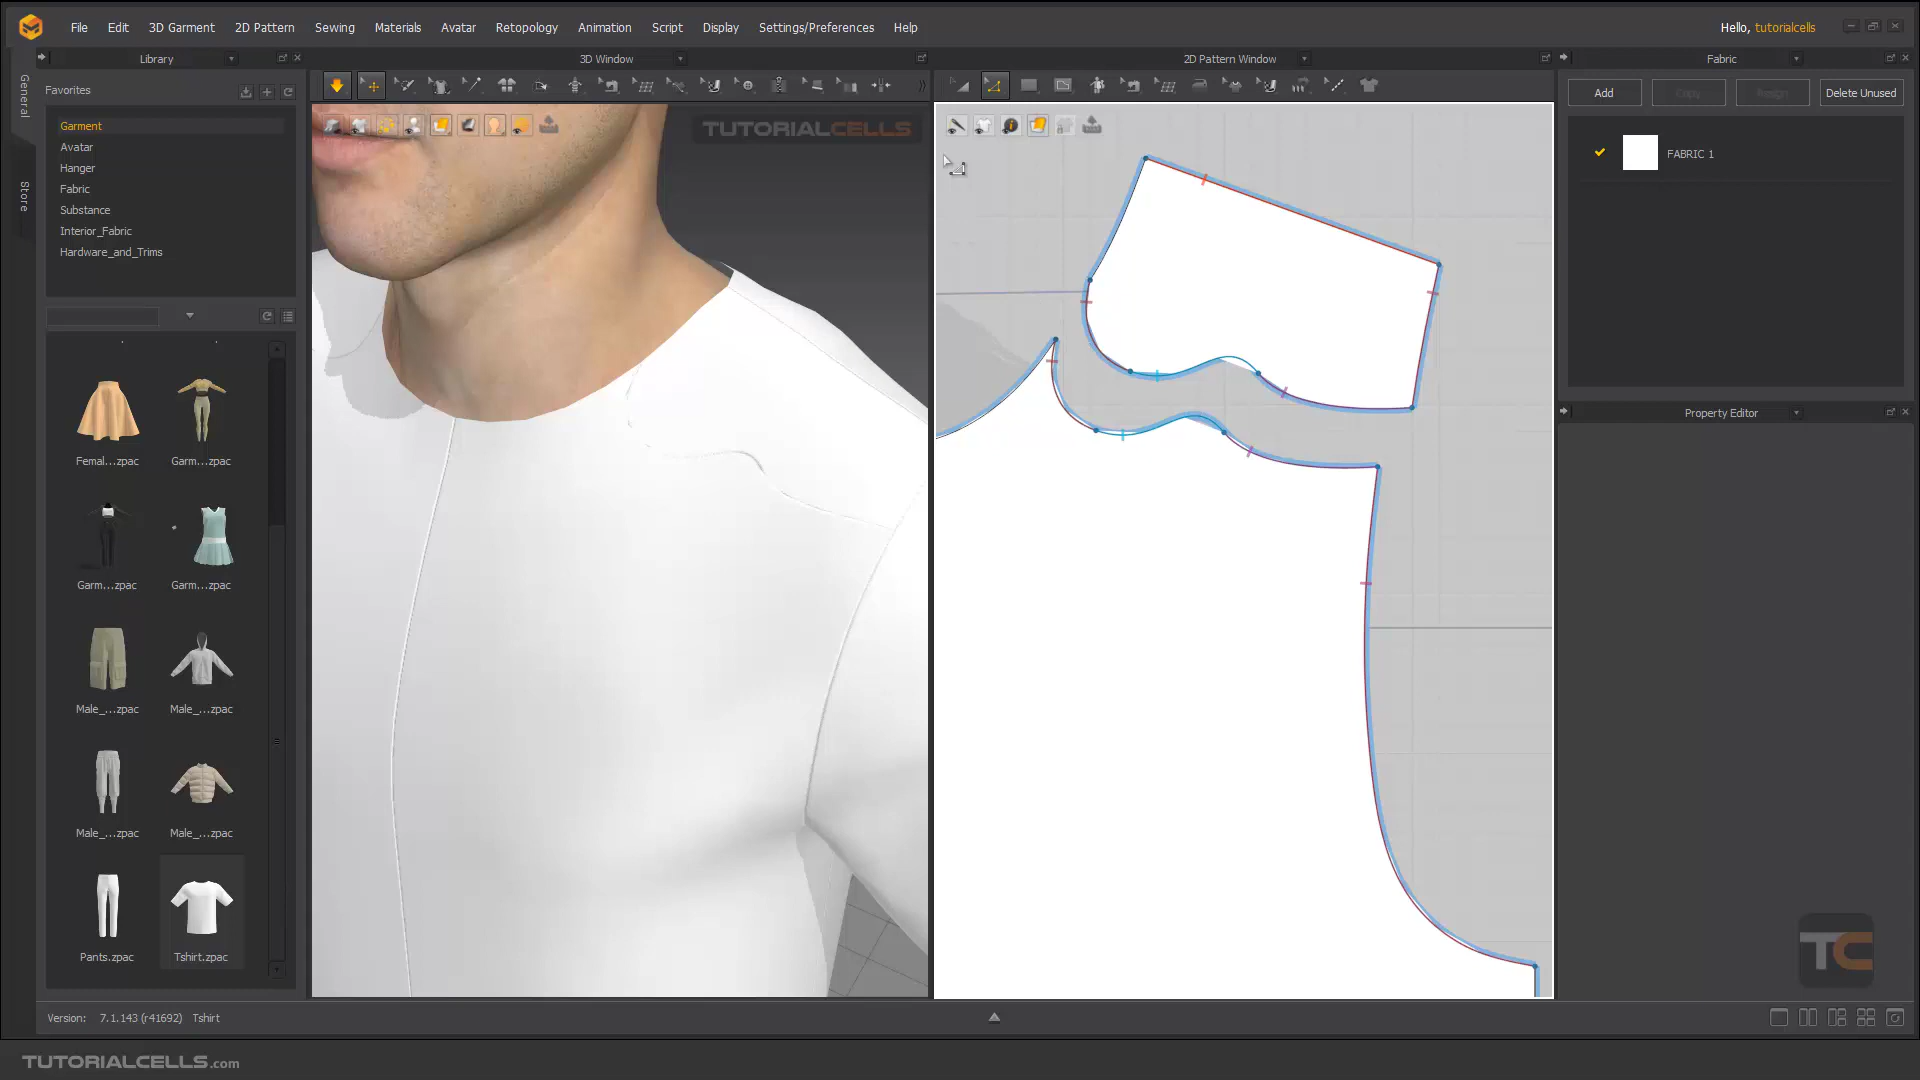 File Edit 3D Garment 2D Pattern Sewing Materials Avatar Retopology Animation Script Display Settings/Preferences Help
Hello, tutorialcells
Library
3D Window
2D Pattern Window
Fabric
General
Store
Favorites
Garment
Avatar
Hanger
Fabric
Substance
Interior_Fabric
Hardware_and_Trims
Femal...zpac
Garm...zpac
Garm...zpac
Garm...zpac
Male_...zpac
Male_...zpac
Male_...zpac
Male_...zpac
Pants.zpac
Tshirt.zpac
TUTORIALCELLS
Add
Copy
Assign
Delete Unused
FABRIC 1
Property Editor
TC
Version: 7.1.143 (r41692) Tshirt
TUTORIALCELLS.com